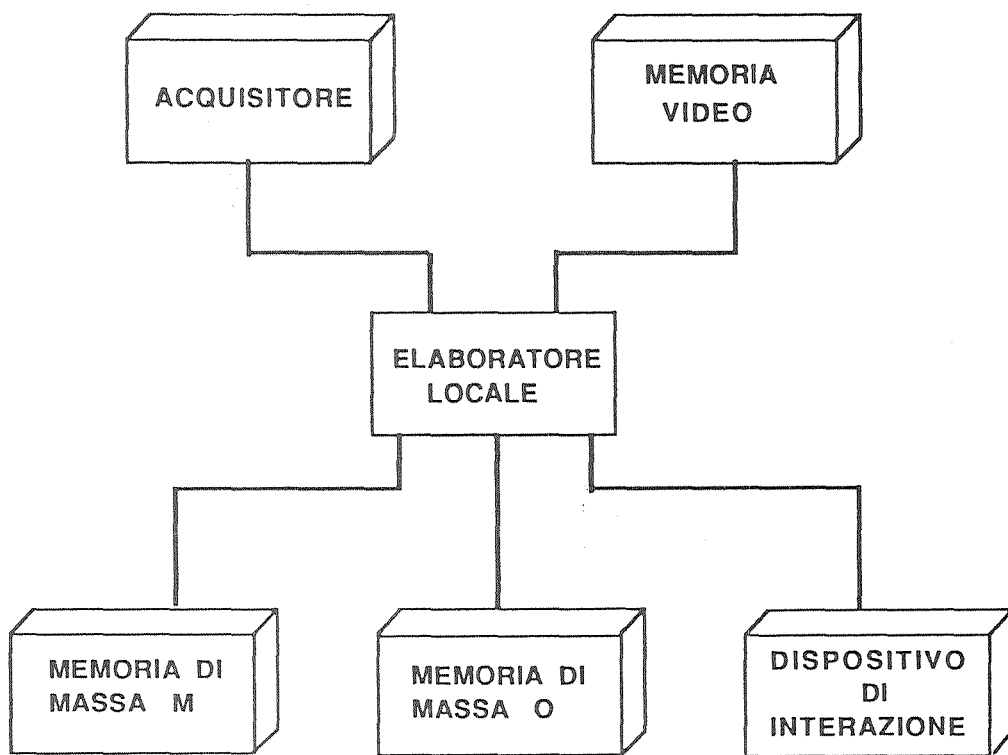 ACQUISITORE
MEMORIA
VIDEO
ELABORATORE
LOCALE
MEMORIA DI
MASSA M
MEMORIA DI
MASSA O
DISPOSITIVO
DI
INTERAZIONE